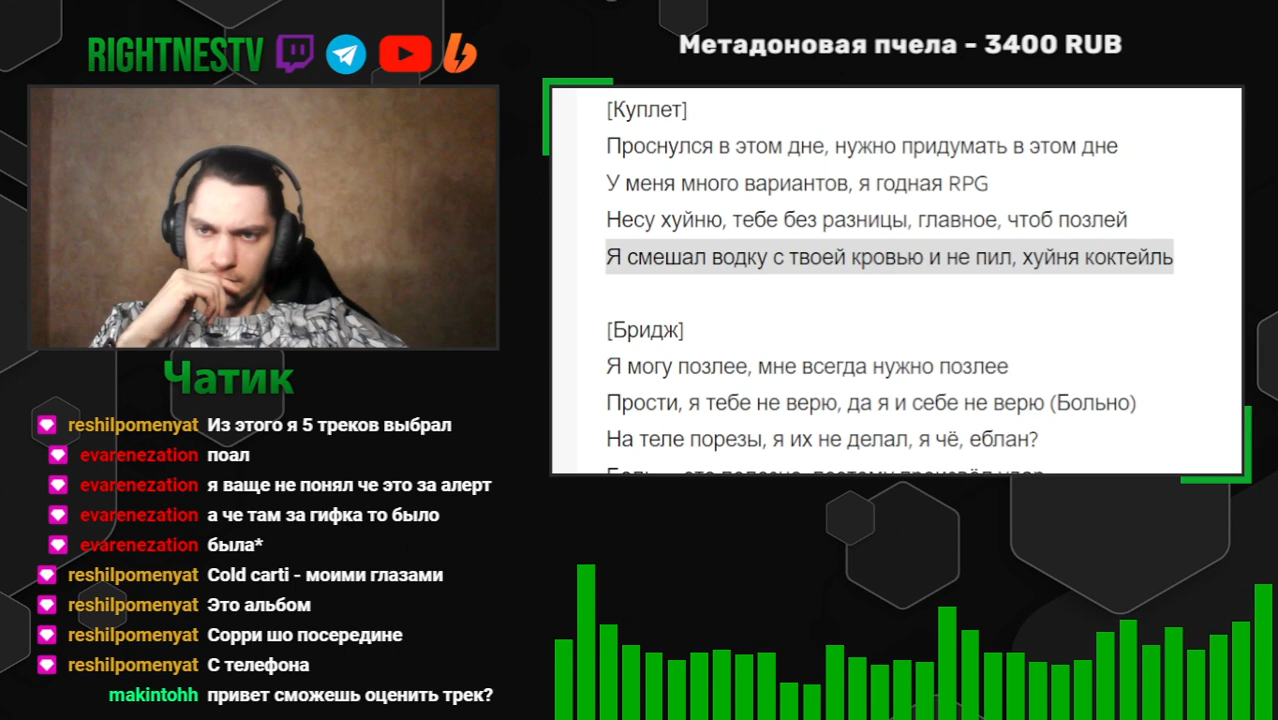 RIGHTNESTV
Метадоновая пчела - 3400 RUB
[Куплет]
Проснулся в этом дне, нужно придумать в этом дне
У меня много вариантов, я годная RPG
Несу хуйню, тебе без разницы, главное, чтоб позлей
Я смешал водку с твоей кровью и не пил, хуйня коктейль
[Бридж]
Я могу позлее, мне всегда нужно позлее
Прости, я тебе не верю, да я и себе не верю (Больно)
На теле порезы, я их не делал, я чё, еблан?
Чатик
reshilpomenyat Из этого я 5 треков выбрал
evarenezation поал
evarenezation я ваще не понял че это за алерт
evarenezation а че там за гифка то было
evarenezation была*
reshilpomenyat Cold carti - моими глазами
reshilpomenyat Это альбом
reshilpomenyat Сорри шо посередине
reshilpomenyat С телефона
makintohh привет сможешь оценить трек?